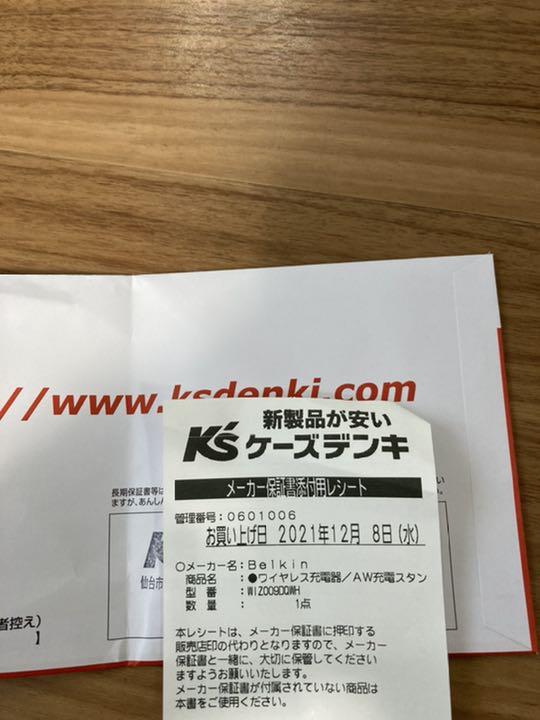 //www.ksdenki.com
新製品が安い
K's ケーズデンキ
メーカー保証書添付用レシート
管理番号:0601006
お買い上げ日 2021年12月 8日(水)
○メーカー名:Belkin
商品名 :●ワイヤレス充電器/AW充電スタン
型番 :WIZ009DQWH
数量 : 1点
本レシートは、メーカー保証書に押印する
販売店印の代わりとなりますので、メーカー
保証書と一緒に、大切に保管してください
ますようお願いいたします。
メーカー保証書が付属されていない商品は
本書をご使用ください。
長期保証書等は
ますが、あんしん
仙台市
者控え)
】